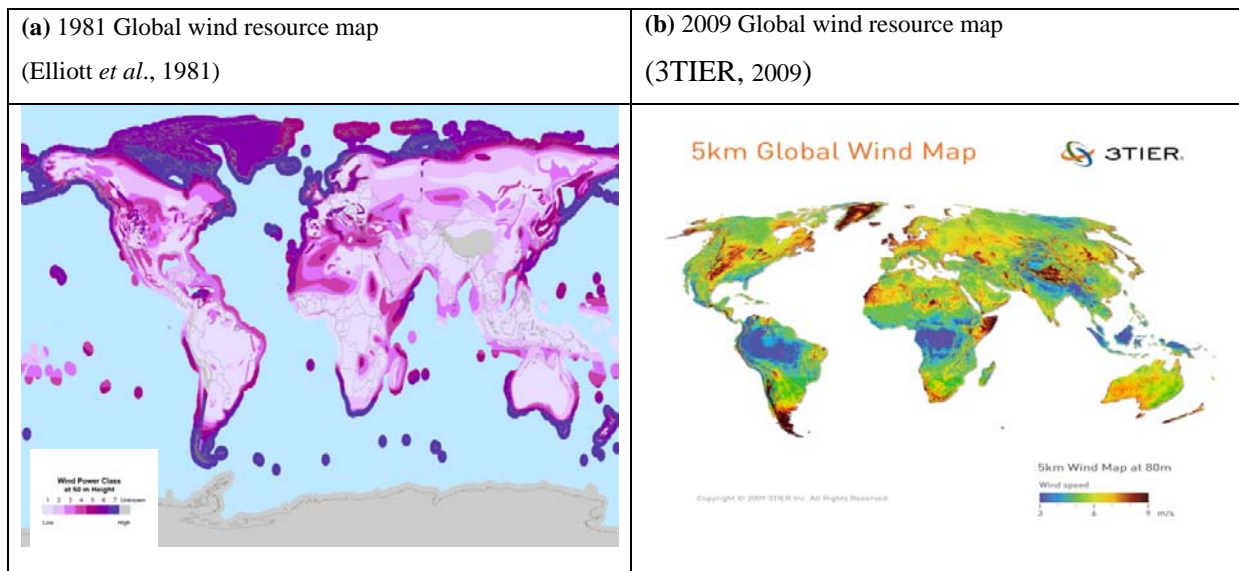 (a) 1981 Global wind resource map
(Elliott et al., 1981)
(b) 2009 Global wind resource map
(3TIER, 2009)
Wind Power Class
at 50 m Height
1 2 3 4 5 6 7 Unknown
Low High
5km Global Wind Map
3TIER®
5km Wind Map at 80m
Wind speed
3 6 9 m/s
Copyright © 2009 3TIER Inc. All Rights Reserved.